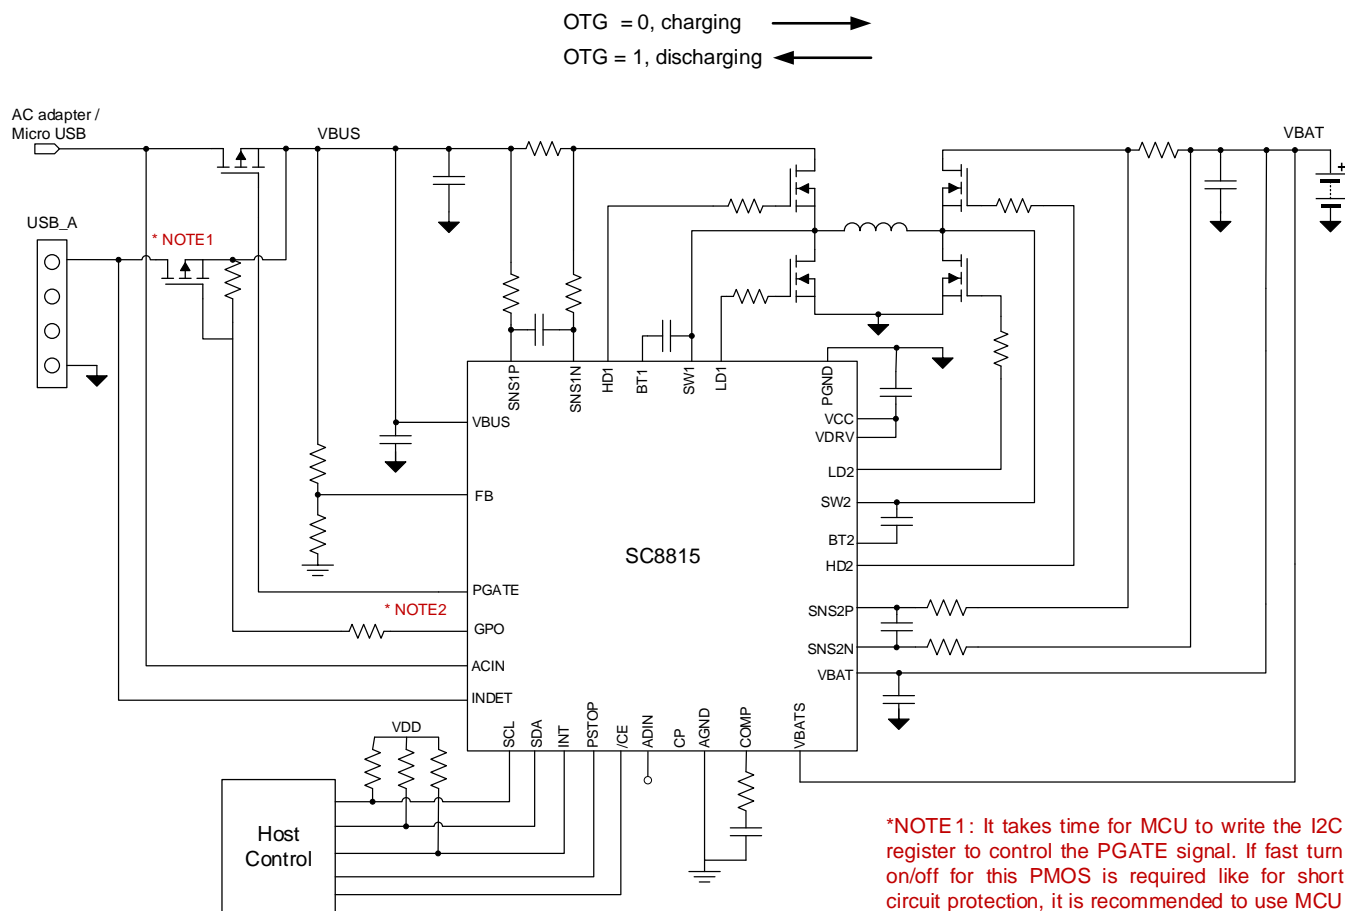 OTG = 0, charging
OTG = 1, discharging
AC adapter /
Micro USB
VBUS
VBAT
USB_A
* NOTE1
SNS1P
SNS1N
HD1
BT1
SW1
LD1
PGND
VCC
VDRV
VBUS
LD2
FB
SW2
BT2
SC8815
HD2
PGATE
* NOTE2
GPO
SNS2P
SNS2N
ACIN
VBAT
INDET
VDD
SCL
SDA
INT
PSTOP
/CE
ADIN
CP
AGND
COMP
VBATS
Host
Control
*NOTE1: It takes time for MCU to write the I2C
register to control the PGATE signal. If fast turn
on/off for this PMOS is required like for short
circuit protection, it is recommended to use MCU